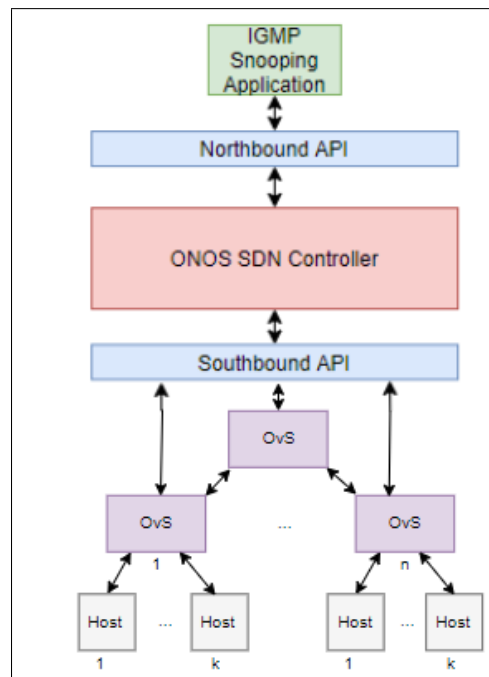 IGMP
Snooping
Application
Northbound API
ONOS SDN Controller
Southbound API
OvS
OvS
...
OvS
1
n
Host
...
Host
Host
...
Host
1
k
1
k